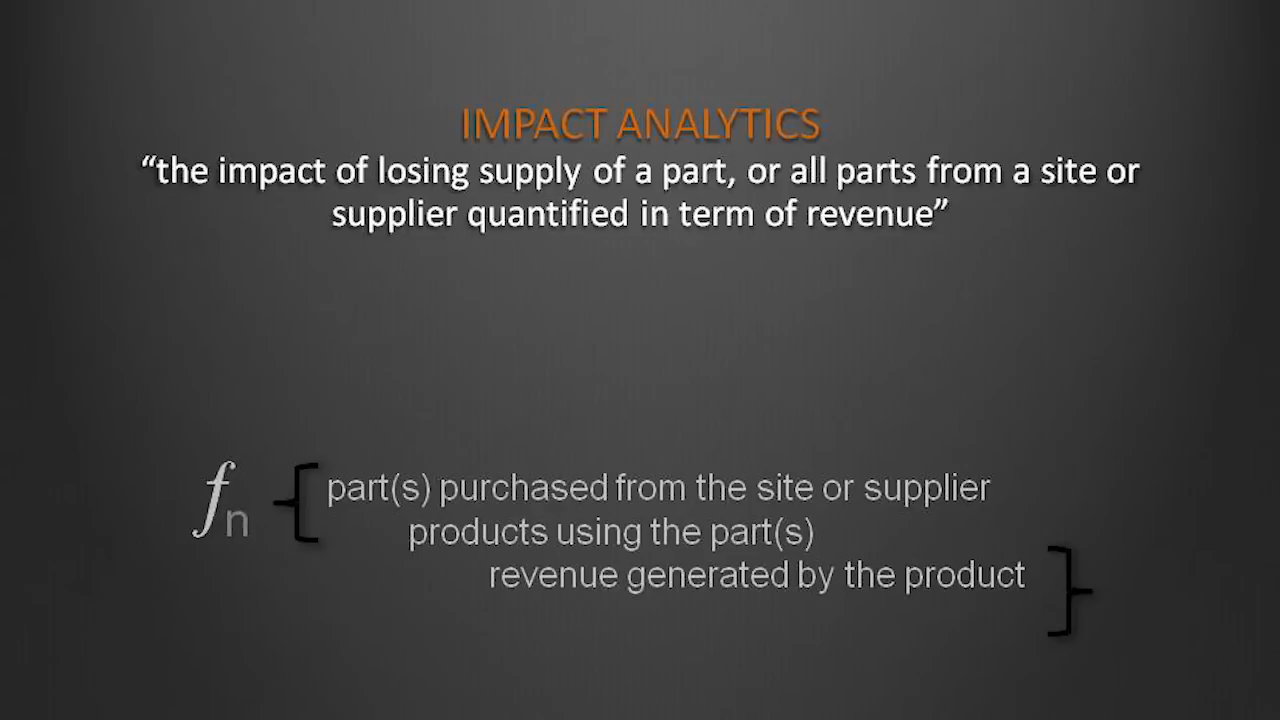 IMPACT ANALYTICS
“the impact of losing supply of a part, or all parts from a site or
supplier quantified in term of revenue”
fn { part(s) purchased from the site or supplier
products using the part(s)
revenue generated by the product }